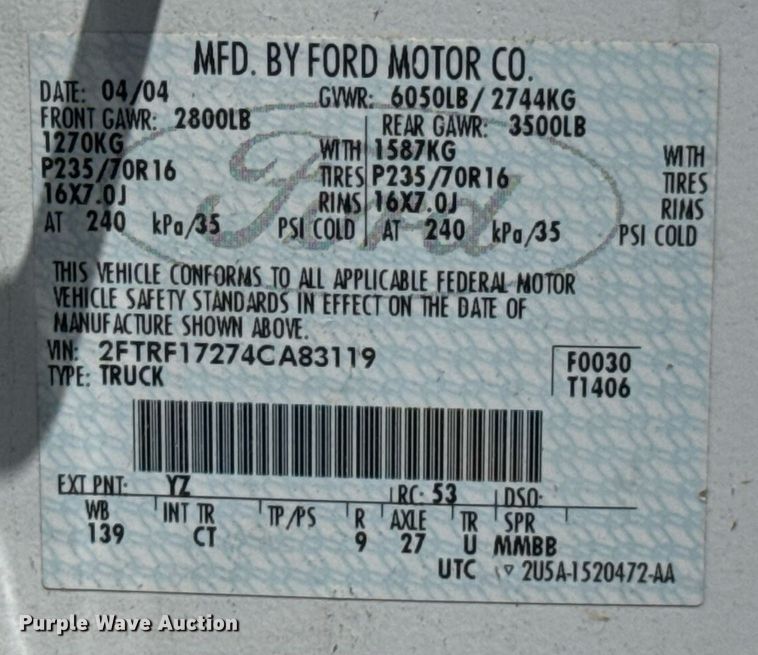 MFD. BY FORD MOTOR CO.
DATE: 04/04 GVWR: 6050LB/ 2744KG
FRONT GAWR: 2800LB REAR GAWR: 3500LB
1270KG WITH 1587KG WITH
P235/70R16 TIRES P235/70R16 TIRES
16X7.0J RIMS 16X7.0J RIMS
AT 240 kPa/35 PSI COLD AT 240 kPa/35 PSI COLD
Ford
THIS VEHICLE CONFORMS TO ALL APPLICABLE FEDERAL MOTOR
VEHICLE SAFETY STANDARDS IN EFFECT ON THE DATE OF
MANUFACTURE SHOWN ABOVE.
VIN: 2FTRF17274CA83119 F0030
TYPE: TRUCK T1406
EXT PNT: YZ RC: 53 DSO:
WB INT TR TP/PS R AXLE TR SPR
139 CT 9 27 U MMBB
UTC ▽ 2U5A-1520472-AA
Purple Wave Auction